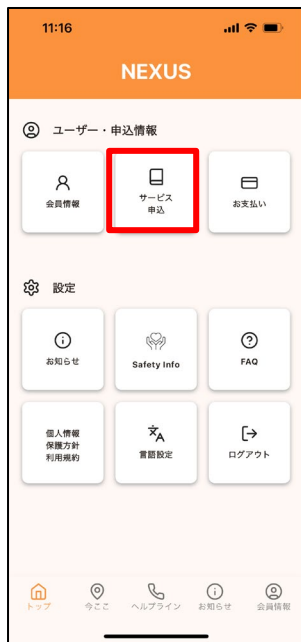 11:16
NEXUS
ユーザー・申込情報
会員情報
サービス
申込
お支払い
設定
お知らせ
Safety Info
FAQ
個人情報
保護方針
利用規約
言語設定
ログアウト
トップ
今ここ
ヘルプライン
お知らせ
会員情報